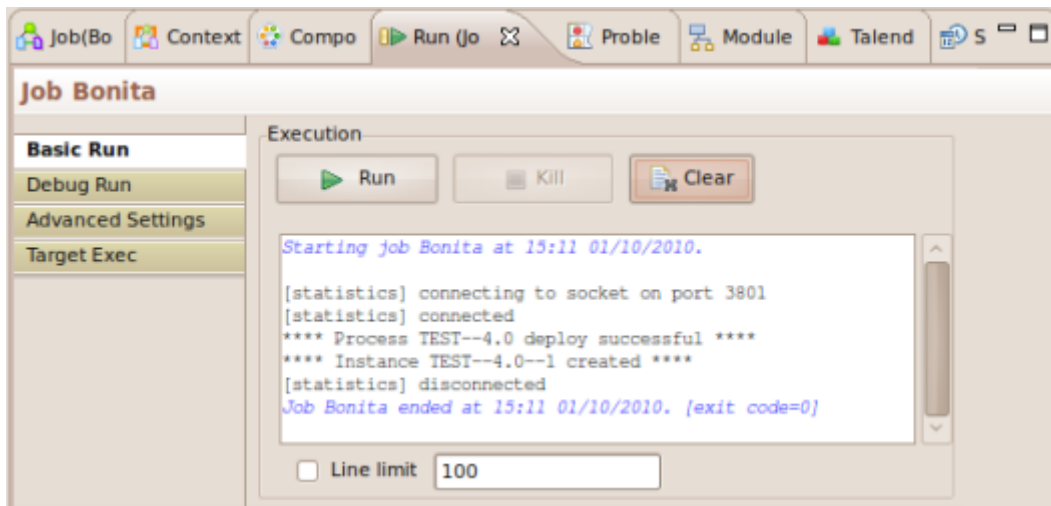 Job(Bo Context Compo Run (Jo Proble Module Talend S
Job Bonita
Basic Run
Debug Run
Advanced Settings
Target Exec
Execution
Run Kill Clear
Starting job Bonita at 15:11 01/10/2010.
[statistics] connecting to socket on port 3801
[statistics] connected
**** Process TEST--4.0 deploy successful ****
**** Instance TEST--4.0--1 created ****
[statistics] disconnected
Job Bonita ended at 15:11 01/10/2010. [exit code=0]
Line limit 100